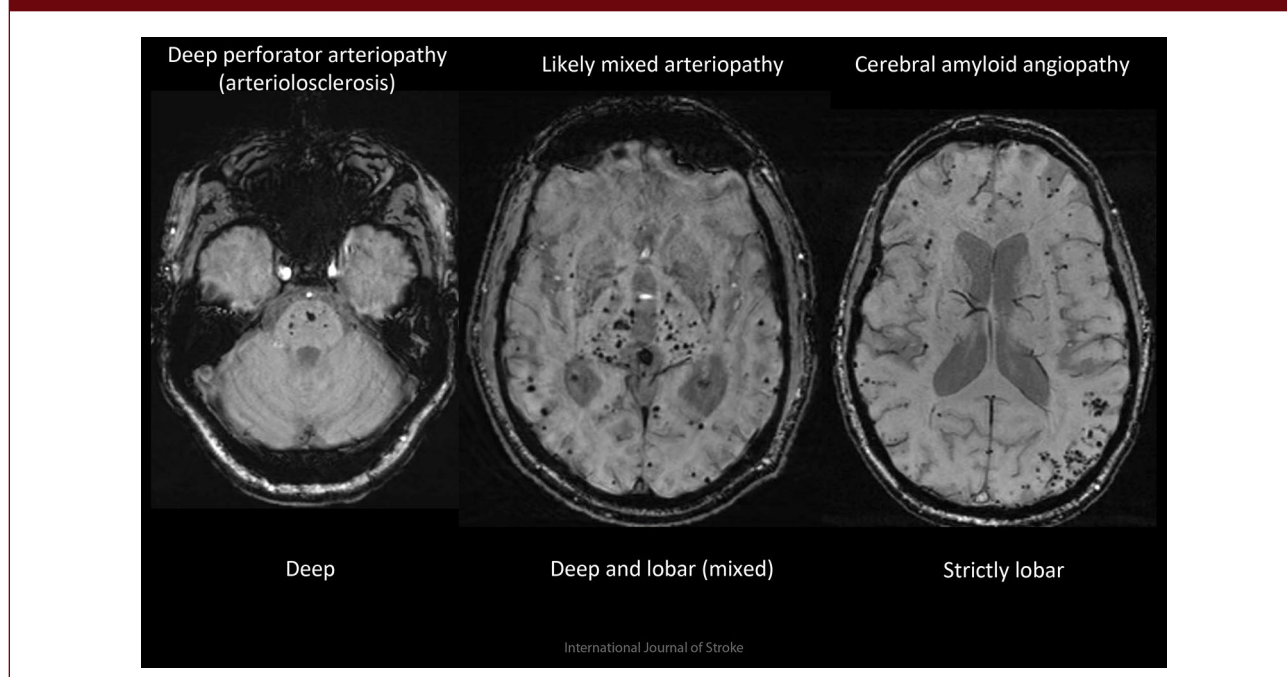 Deep perforator arteriopathy
(arteriolosclerosis)
Likely mixed arteriopathy
Cerebral amyloid angiopathy
Deep
Deep and lobar (mixed)
Strictly lobar
International Journal of Stroke